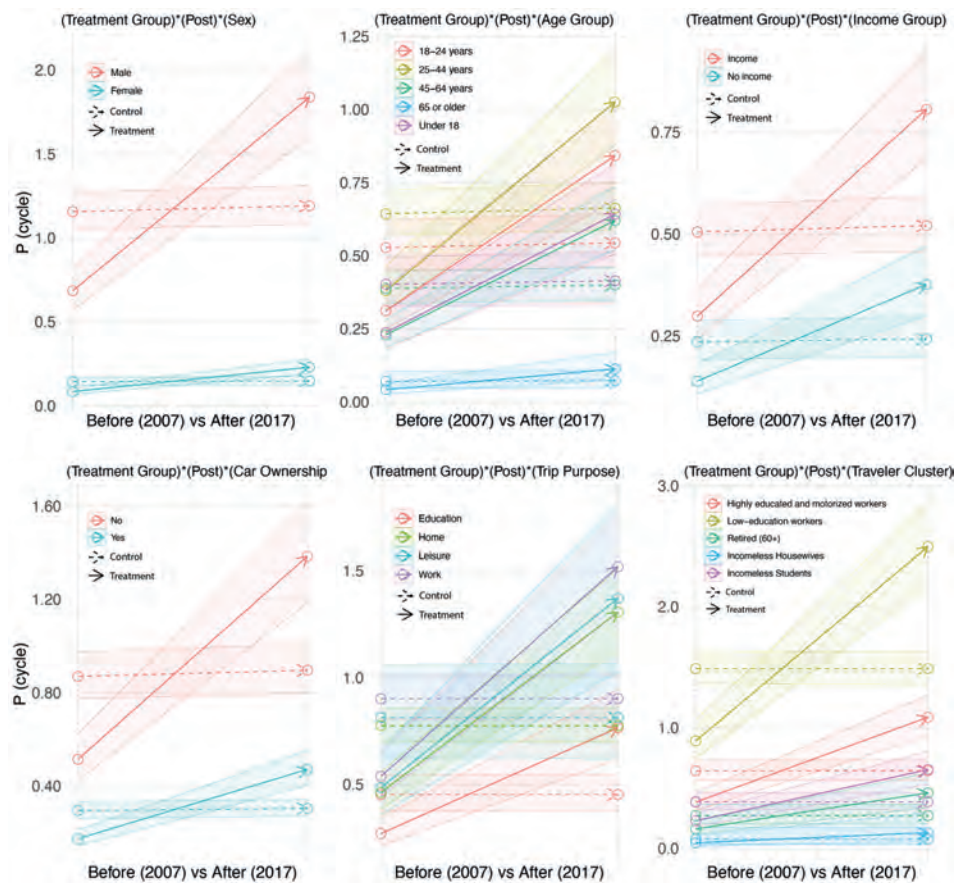 (Treatment Group)*(Post)*(Sex)
P (cycle)
2.0
1.5
1.0
0.5
0.0
Male
Female
Control
Treatment
Before (2007) vs After (2017)
(Treatment Group)*(Post)*(Age Group)
1.25
1.00
0.75
0.50
0.25
0.00
18–24 years
25–44 years
45–64 years
65 or older
Under 18
Control
Treatment
Before (2007) vs After (2017)
(Treatment Group)*(Post)*(Income Group)
0.75
0.50
0.25
Income
No income
Control
Treatment
Before (2007) vs After (2017)
(Treatment Group)*(Post)*(Car Ownership
P (cycle)
1.60
1.20
0.80
0.40
No
Yes
Control
Treatment
Before (2007) vs After (2017)
(Treatment Group)*(Post)*(Trip Purpose)
1.5
1.0
0.5
Education
Home
Leisure
Work
Control
Treatment
Before (2007) vs After (2017)
(Treatment Group)*(Post)*(Traveler Cluster)
3.0
2.0
1.0
0.0
Highly educated and motorized workers
Low–education workers
Retired (60+)
Incomeless Housewives
Incomeless Students
Control
Treatment
Before (2007) vs After (2017)